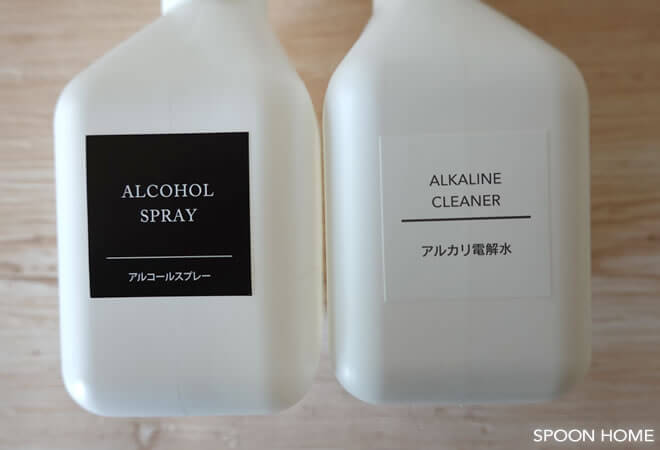 ALCOHOL
SPRAY
アルコールスプレー
ALKALINE
CLEANER
アルカリ電解水
SPOON HOME